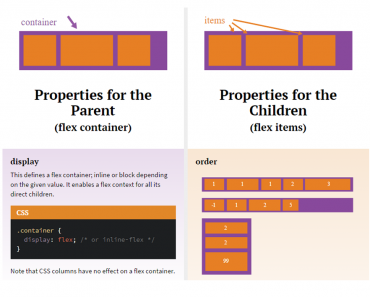 container
Properties for the
Parent
(flex container)
display
This defines a flex container; inline or block depending
on the given value. It enables a flex context for all its
direct children.
CSS
.container {
display: flex; /* or inline-flex */
}
Note that CSS columns have no effect on a flex container.
items
Properties for the
Children
(flex items)
order
1 1 1 2 3
4 1 2 3
2
2
99